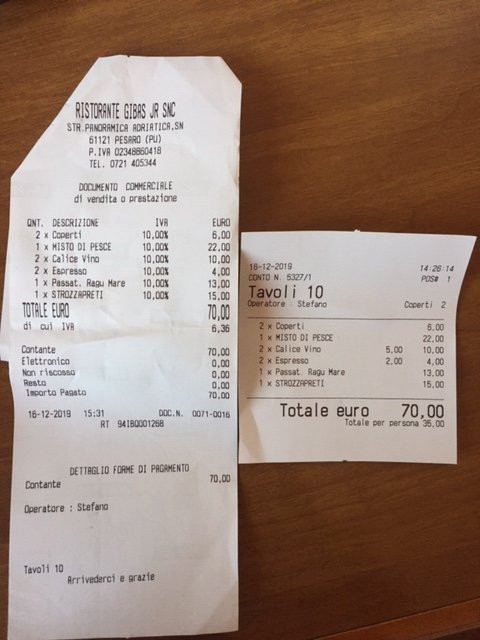 RISTORANTE GIBAS JR SNC
STR.PANORAMICA ADRIATICA,SN
61121 PESARO (PU)
P.IVA 02348860418
TEL. 0721 405344
DOCUMENTO COMMERCIALE
di vendita o prestazione
QNT. DESCRIZIONE IVA EURO
2 x Coperti 10,00% 6,00
1 x MISTO DI PESCE 10,00% 22,00
2 x Calice Vino 10,00% 10,00
2 x Espresso 10,00% 4,00
1 x Passat. Ragu Mare 10,00% 13,00
1 x STROZZAPRETI 10,00% 15,00
TOTALE EURO 70,00
di cui IVA 6,36
Contante 70,00
Elettronico 0,00
Non riscosso 0,00
Resto 0,00
Importo Pagato 70,00
16-12-2019 15:31 DOC.N. 0071-0016
RT 94IBQ001268
DETTAGLIO FORME DI PAGAMENTO
Contante 70,00
Operatore : Stefano
Tavoli 10
Arrivederci e grazie
16-12-2019 14:26:14
CONTO N. 5327/1 POS# 1
Tavoli 10
Operatore : Stefano Coperti 2
2 x Coperti 6,00
1 x MISTO DI PESCE 22,00
2 x Calice Vino 5,00 10,00
2 x Espresso 2,00 4,00
1 x Passat. Ragu Mare 13,00
1 x STROZZAPRETI 15,00
Totale euro 70,00
Totale per persona 35,00